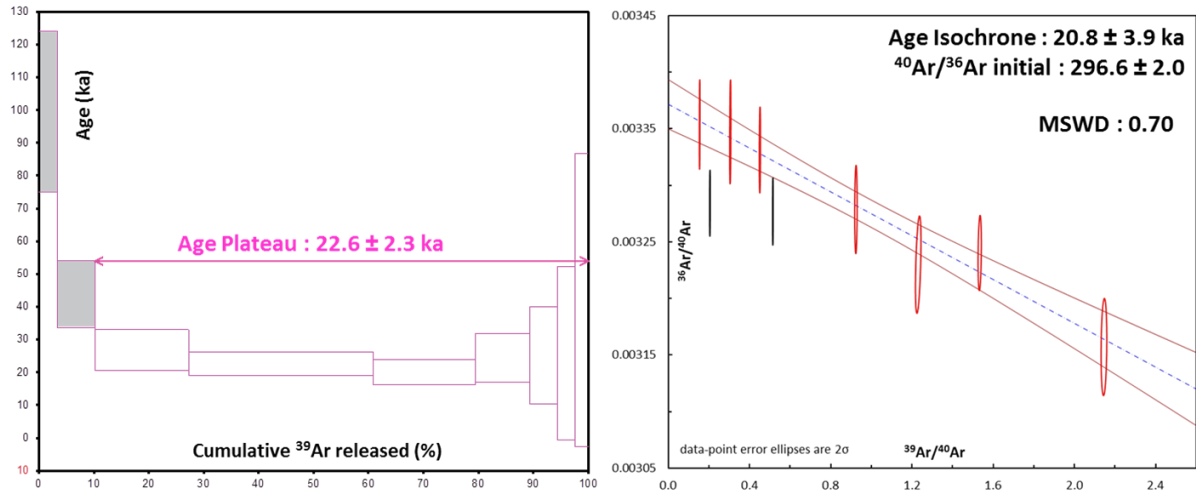 130
120
110
100
90
80
70
60
50
40
30
20
10
0
10
Age (ka)
Age Plateau : 22.6 ± 2.3 ka
Cumulative ³⁹Ar released (%)
0 10 20 30 40 50 60 70 80 90 100
0.00345
0.00335
0.00325
0.00315
0.00305
Age Isochrone : 20.8 ± 3.9 ka
⁴⁰Ar/³⁶Ar initial : 296.6 ± 2.0
MSWD : 0.70
³⁶Ar/⁴⁰Ar
data-point error ellipses are 2σ
³⁹Ar/⁴⁰Ar
0.0 0.4 0.8 1.2 1.6 2.0 2.4